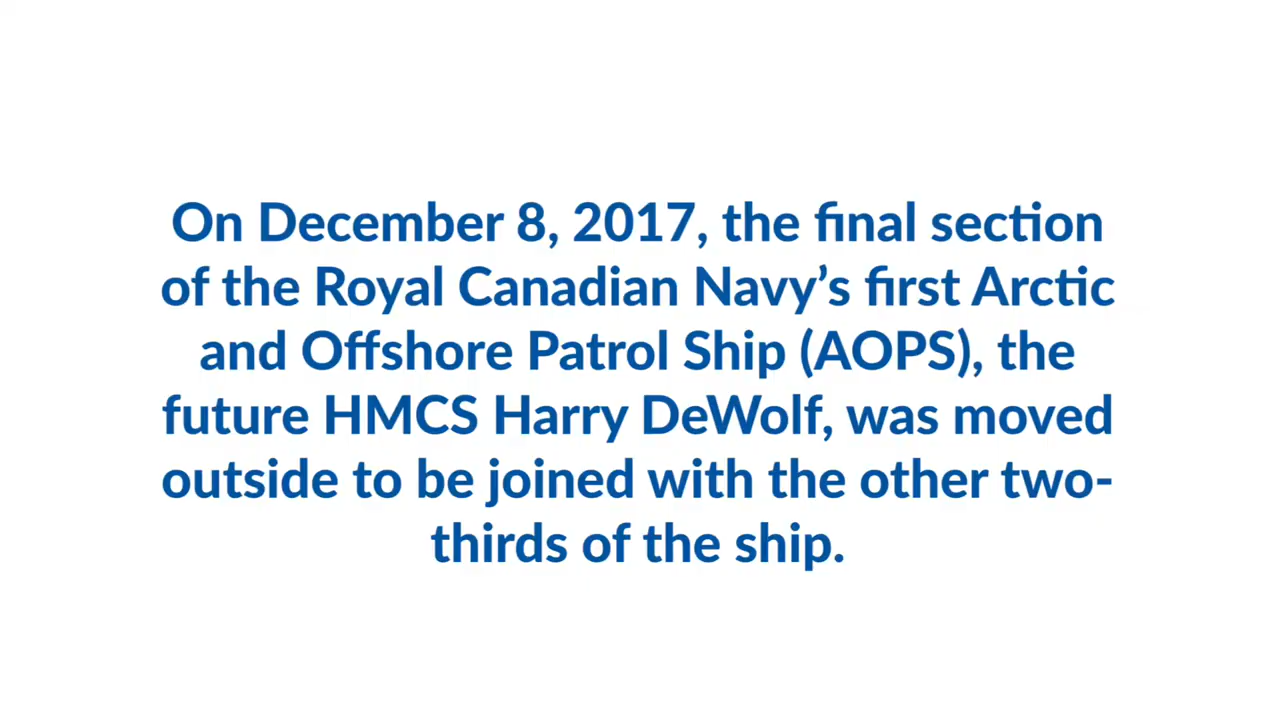 On December 8, 2017, the final section
of the Royal Canadian Navy’s first Arctic
and Offshore Patrol Ship (AOPS), the
future HMCS Harry DeWolf, was moved
outside to be joined with the other two-
thirds of the ship.